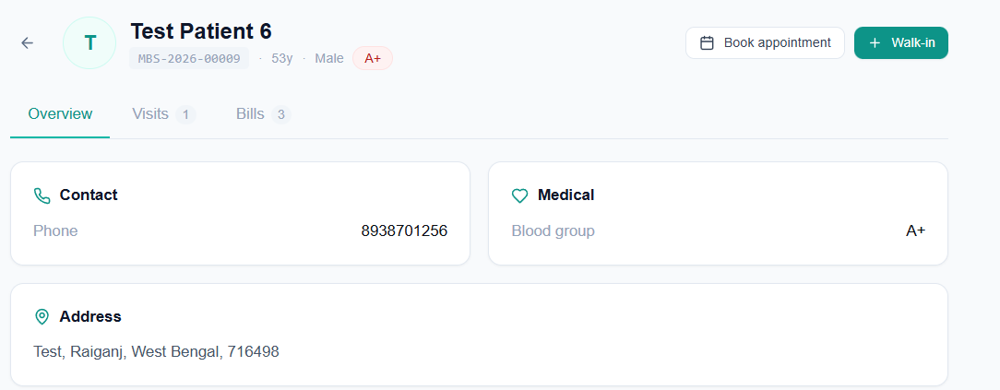 T
Test Patient 6
MBS-2026-00009 · 53y · Male A+
Book appointment
Walk-in
Overview Visits 1 Bills 3
Contact
Phone 8938701256
Medical
Blood group A+
Address
Test, Raiganj, West Bengal, 716498